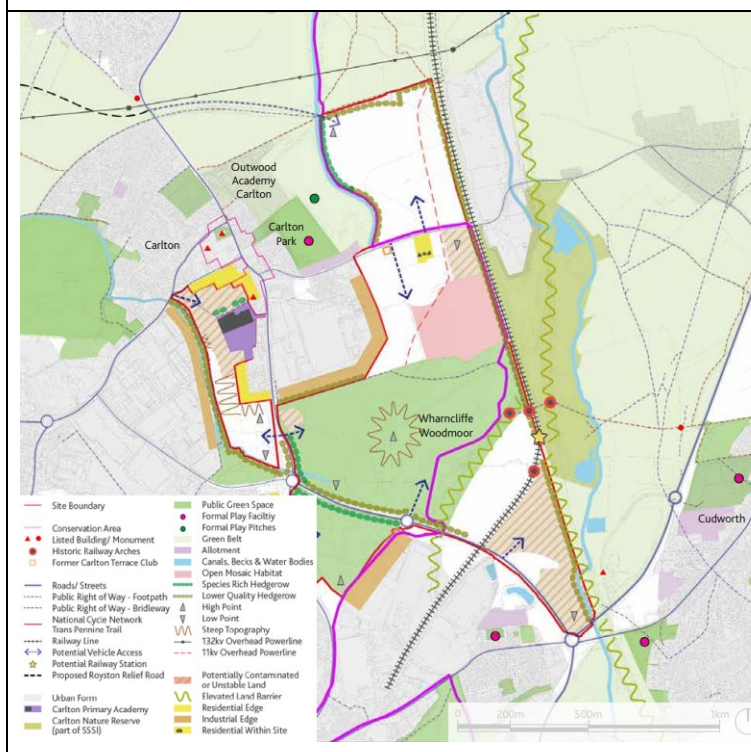 Outwood
Academy
Carlton
Carlton
Carlton
Park
Wharncliffe
Woodmoor
Cudworth
Site Boundary
Conservation Area
Listed Building/ Monument
Historic Railway Arches
Former Carlton Terrace Club
Roads/ Streets
Public Right of Way - Footpath
Public Right of Way - Bridleway
National Cycle Network
Trans Pennine Trail
Railway Line
Potential Vehicle Access
Potential Railway Station
Proposed Royston Relief Road
Urban Form
Carlton Primary Academy
Carlton Nature Reserve
(part of SSSI)
Public Green Space
Formal Play Faciltiy
Formal Play Pitches
Green Belt
Allotment
Canals, Becks & Water Bodies
Open Mosaic Habitat
Species Rich Hedgerow
Lower Quality Hedgerow
High Point
Low Point
Steep Topography
132kv Overhead Powerline
11kv Overhead Powerline
Potentially Contaminated
or Unstable Land
Elevated Land Barrier
Residential Edge
Industrial Edge
Residential Within Site
0 200m 500m 1km